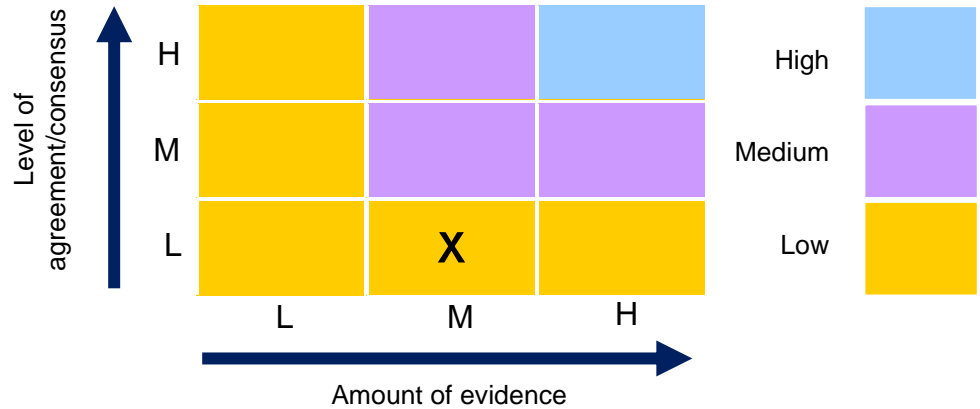 Level of
agreement/consensus
H
M
L
X
L
M
H
Amount of evidence
High
Medium
Low